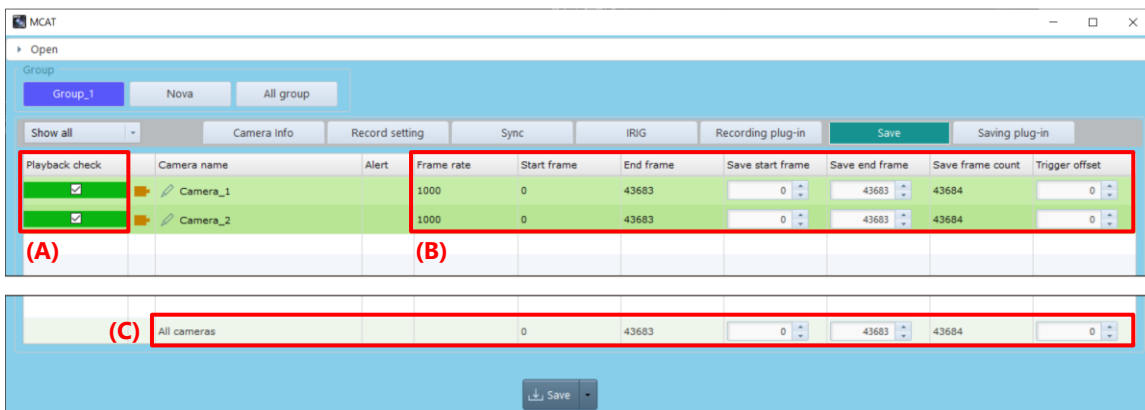 MCAT
Open
Group
Group_1 Nova All group
Show all Camera Info Record setting Sync IRIG Recording plug-in Save Saving plug-in
Playback check Camera name Alert Frame rate Start frame End frame Save start frame Save end frame Save frame count Trigger offset
Camera_1 1000 0 43683 0 43683 43684 0
Camera_2 1000 0 43683 0 43683 43684 0
(A) (B)
(C) All cameras 0 43683 0 43683 43684 0
Save